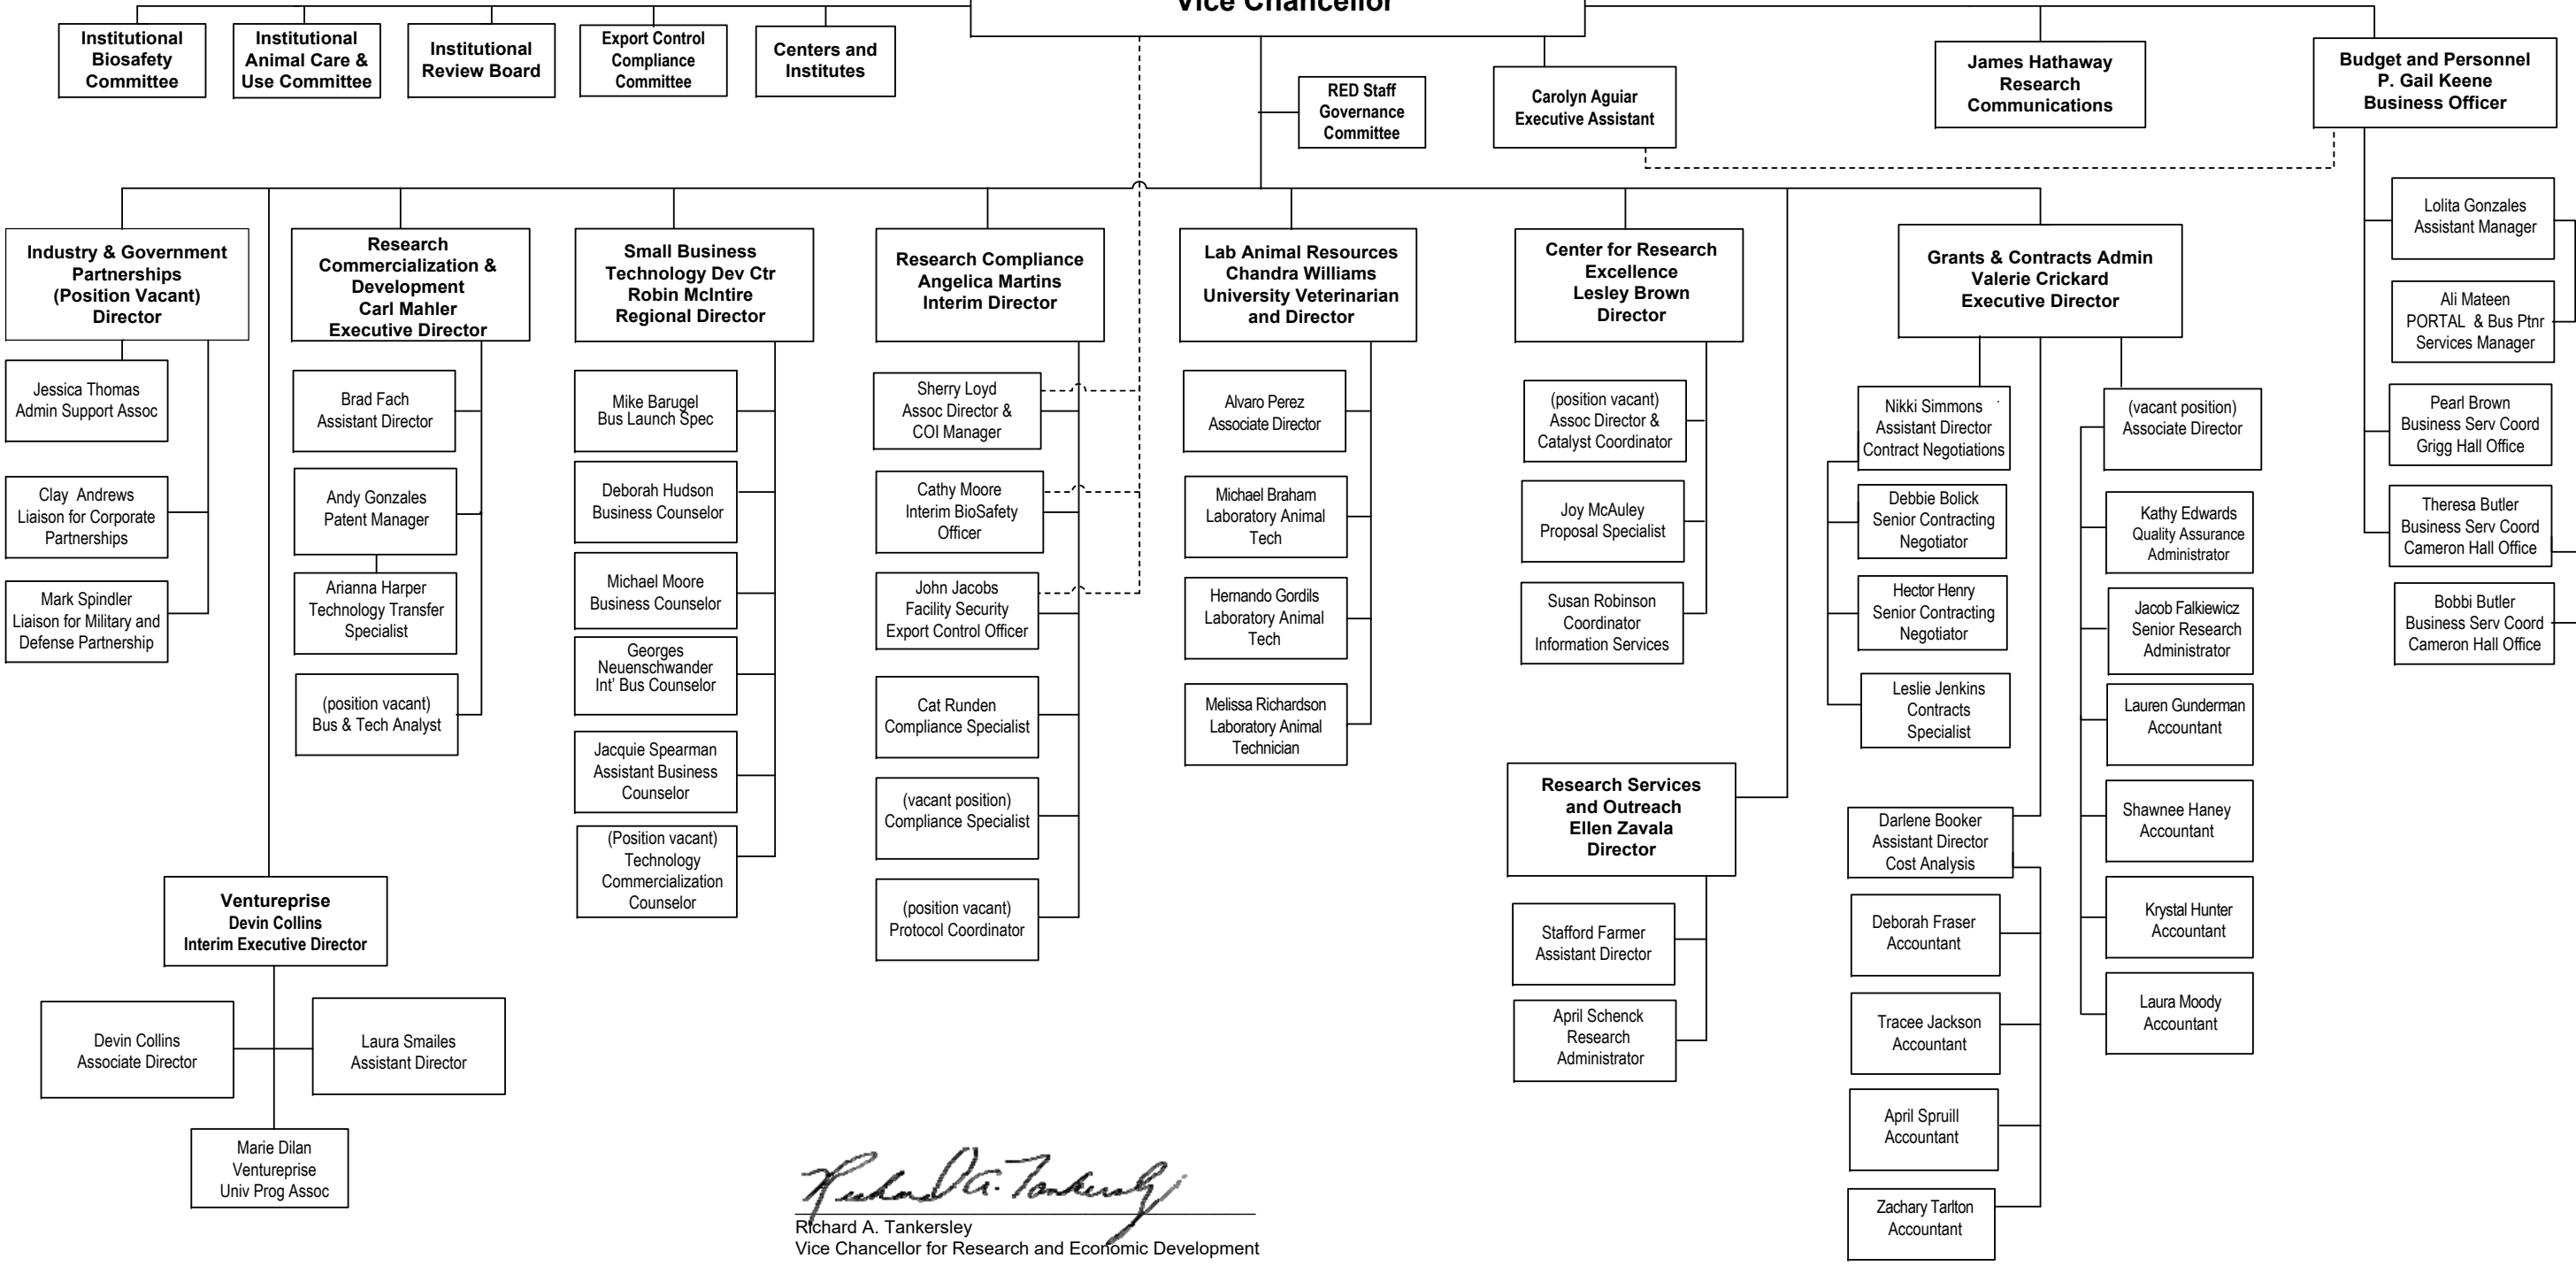 Vice Chancellor
Institutional
Biosafety
Committee
Institutional
Animal Care &
Use Committee
Institutional
Review Board
Export Control
Compliance
Committee
Centers and
Institutes
RED Staff
Governance
Committee
Carolyn Aguiar
Executive Assistant
James Hathaway
Research
Communications
Budget and Personnel
P. Gail Keene
Business Officer
Industry & Government
Partnerships
(Position Vacant)
Director
Jessica Thomas
Admin Support Assoc
Clay Andrews
Liaison for Corporate
Partnerships
Mark Spindler
Liaison for Military and
Defense Partnership
Ventureprise
Devin Collins
Interim Executive Director
Devin Collins
Associate Director
Laura Smailes
Assistant Director
Marie Dilan
Ventureprise
Univ Prog Assoc
Research
Commercialization &
Development
Carl Mahler
Executive Director
Brad Fach
Assistant Director
Andy Gonzales
Patent Manager
Arianna Harper
Technology Transfer
Specialist
(position vacant)
Bus & Tech Analyst
Small Business
Technology Dev Ctr
Robin McIntire
Regional Director
Mike Barugel
Bus Launch Spec
Deborah Hudson
Business Counselor
Michael Moore
Business Counselor
Georges
Neuenschwander
Int' Bus Counselor
Jacquie Spearman
Assistant Business
Counselor
(Position vacant)
Technology
Commercialization
Counselor
Research Compliance
Angelica Martins
Interim Director
Sherry Loyd
Assoc Director &
COI Manager
Cathy Moore
Interim BioSafety
Officer
John Jacobs
Facility Security
Export Control Officer
Cat Runden
Compliance Specialist
(vacant position)
Compliance Specialist
(position vacant)
Protocol Coordinator
Lab Animal Resources
Chandra Williams
University Veterinarian
and Director
Alvaro Perez
Associate Director
Michael Braham
Laboratory Animal
Tech
Hernando Gordils
Laboratory Animal
Tech
Melissa Richardson
Laboratory Animal
Technician
Center for Research
Excellence
Lesley Brown
Director
(position vacant)
Assoc Director &
Catalyst Coordinator
Joy McAuley
Proposal Specialist
Susan Robinson
Coordinator
Information Services
Research Services
and Outreach
Ellen Zavala
Director
Stafford Farmer
Assistant Director
April Schenck
Research
Administrator
Grants & Contracts Admin
Valerie Crickard
Executive Director
Nikki Simmons
Assistant Director
Contract Negotiations
Debbie Bolick
Senior Contracting
Negotiator
Hector Henry
Senior Contracting
Negotiator
Leslie Jenkins
Contracts
Specialist
Darlene Booker
Assistant Director
Cost Analysis
Deborah Fraser
Accountant
Tracee Jackson
Accountant
April Spruill
Accountant
Zachary Tarlton
Accountant
(vacant position)
Associate Director
Kathy Edwards
Quality Assurance
Administrator
Jacob Falkiewicz
Senior Research
Administrator
Lauren Gunderman
Accountant
Shawnee Haney
Accountant
Krystal Hunter
Accountant
Laura Moody
Accountant
Lolita Gonzales
Assistant Manager
Ali Mateen
PORTAL & Bus Ptnr
Services Manager
Pearl Brown
Business Serv Coord
Grigg Hall Office
Theresa Butler
Business Serv Coord
Cameron Hall Office
Bobbi Butler
Business Serv Coord
Cameron Hall Office
Richard A. Tankersley
Richard A. Tankersley
Vice Chancellor for Research and Economic Development